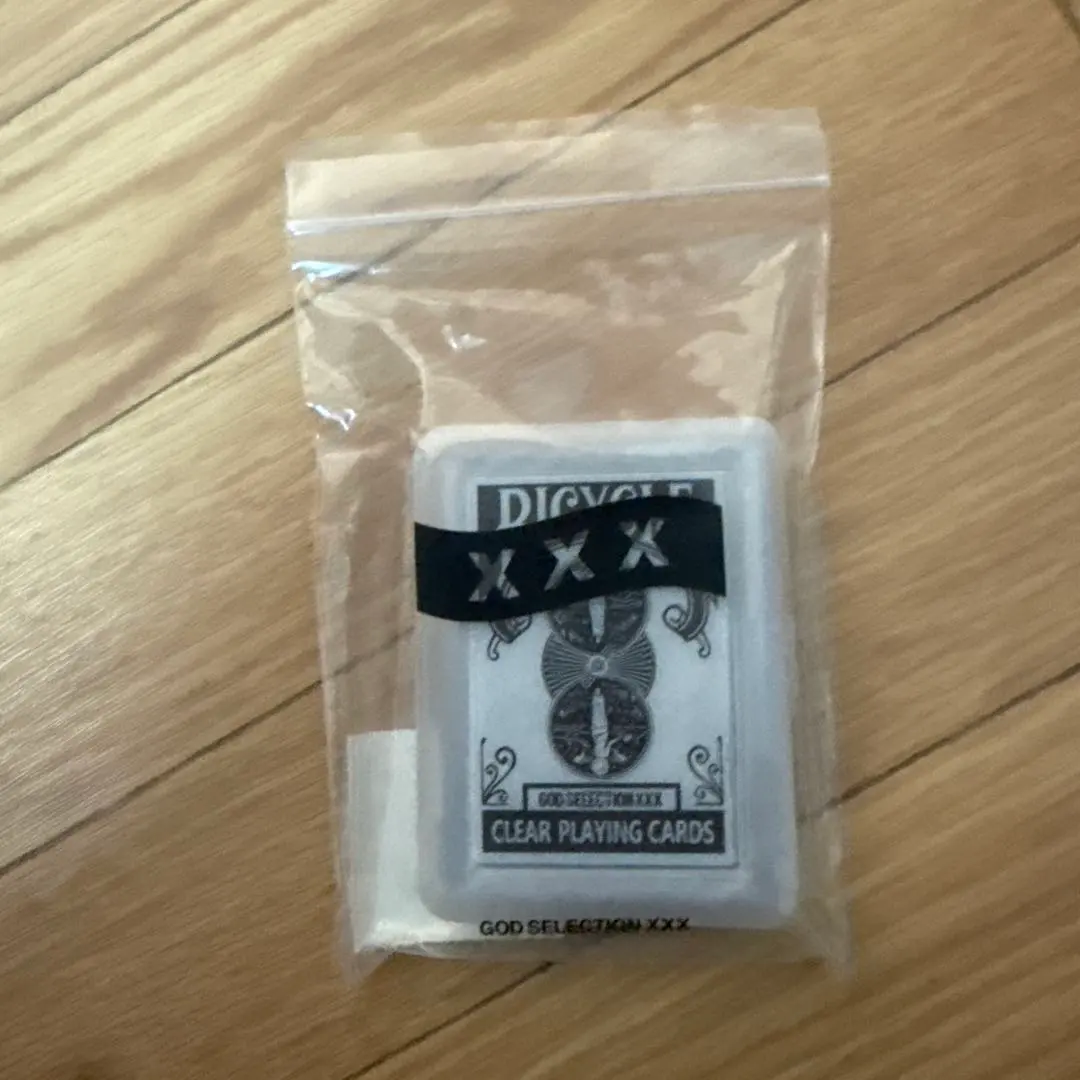 BICYCLE
XXX
GOD SELECTION XXX
CLEAR PLAYING CARDS
GOD SELECTION XXX